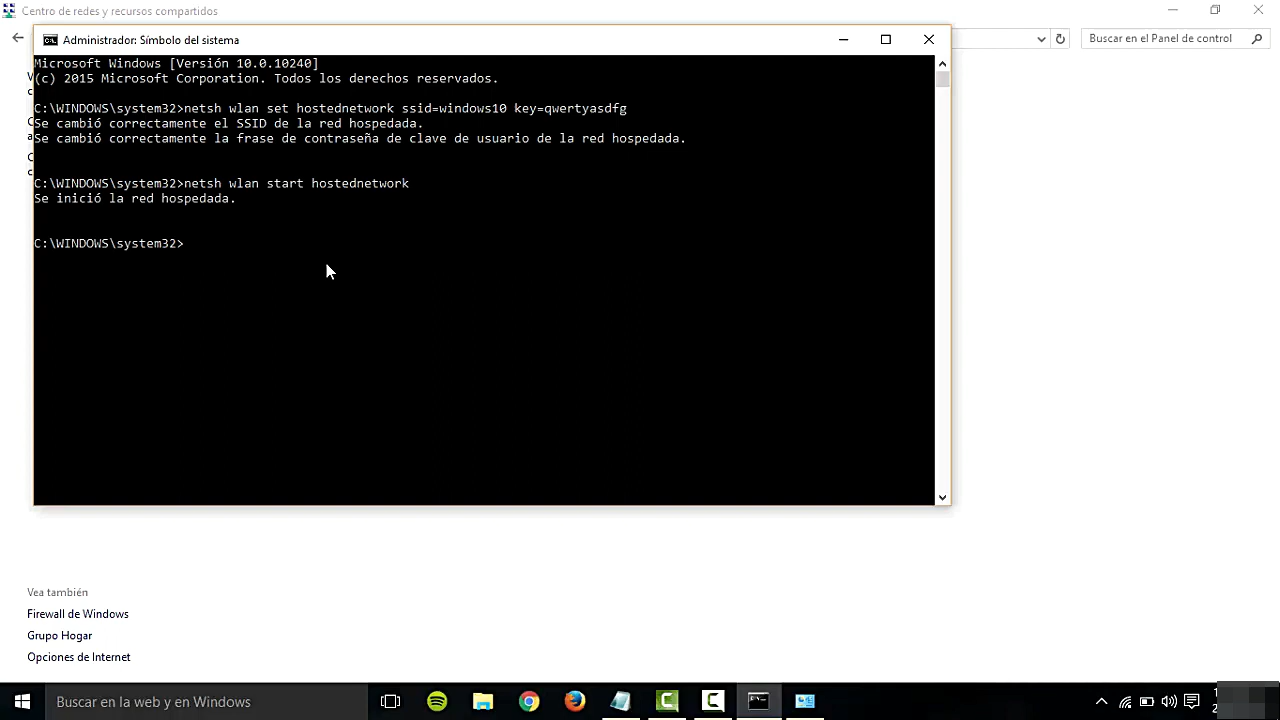 Centro de redes y recursos compartidos
Administrador: Símbolo del sistema
Buscar en el Panel de control
Microsoft Windows [Versión 10.0.10240]
(c) 2015 Microsoft Corporation. Todos los derechos reservados.
C:\WINDOWS\system32>netsh wlan set hostednetwork ssid=windows10 key=qwertyasdfg
Se cambió correctamente el SSID de la red hospedada.
Se cambió correctamente la frase de contraseña de clave de usuario de la red hospedada.
C:\WINDOWS\system32>netsh wlan start hostednetwork
Se inició la red hospedada.
C:\WINDOWS\system32>
Vea también
Firewall de Windows
Grupo Hogar
Opciones de Internet
Buscar en la web y en Windows